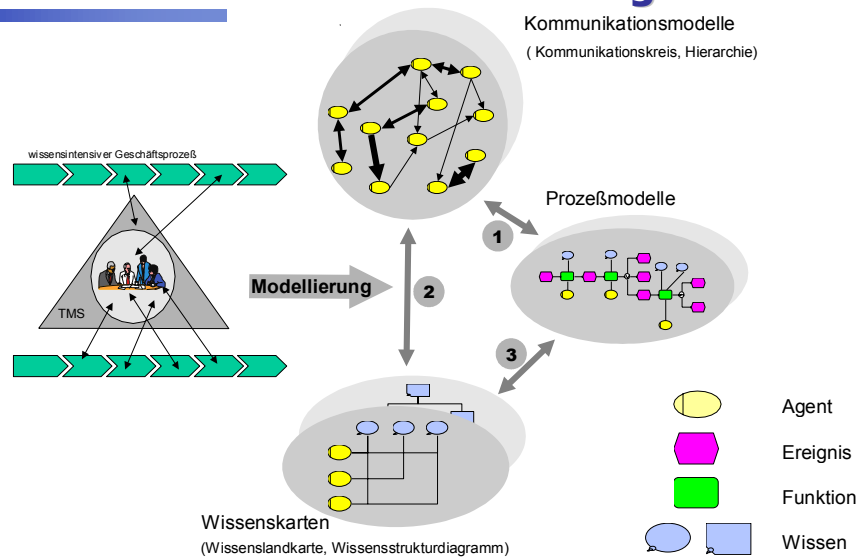 Kommunikationsmodelle
( Kommunikationskreis, Hierarchie)
wissensintensiver Geschäftsprozeß
Prozeßmodelle
1
Modellierung
2
TMS
3
Agent
Ereignis
Funktion
Wissenskarten
Wissen
(Wissenslandkarte, Wissensstrukturdiagramm)